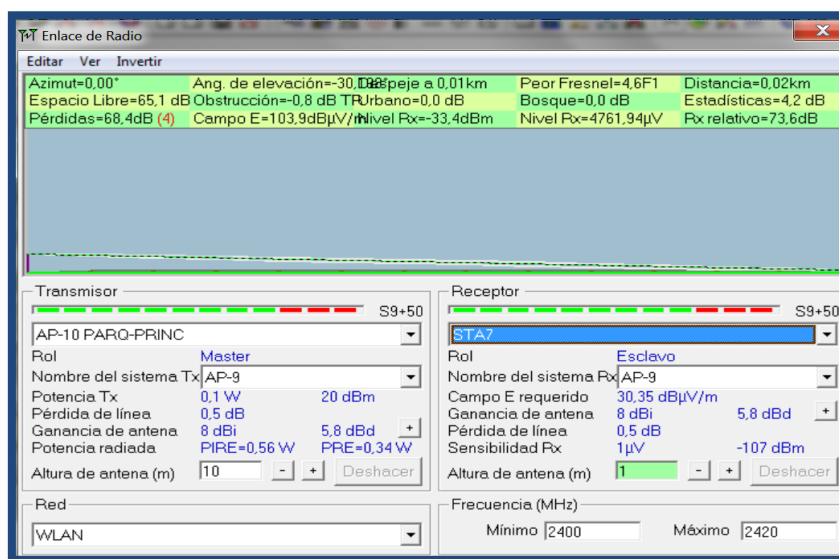 Enlace de Radio
Editar Ver Invertir
Azimut=0,00° Ang. de elevación=-30, Despeje a 0,01km Peor Fresnel=4,6F1 Distancia=0,02km
Espacio Libre=65,1 dB Obstrucción=-0,8 dB TR Urbano=0,0 dB Bosque=0,0 dB Estadísticas=4,2 dB
Pérdidas=68,4dB (4) Campo E=103,9dBµV/m Nivel Rx=-33,4dBm Nivel Rx=4761,94µV Rx relativo=73,6dB
Transmisor Receptor
S9+50 S9+50
AP-10 PARQ-PRINC STA7
Rol Master Rol Esclavo
Nombre del sistema Tx AP-9 Nombre del sistema Rx AP-9
Potencia Tx 0,1 W 20 dBm Campo E requerido 30,35 dBµV/m
Pérdida de línea 0,5 dB Ganancia de antena 8 dBi 5,8 dBd +
Ganancia de antena 8 dBi 5,8 dBd + Pérdida de línea 0,5 dB
Potencia radiada PIRE=0,56 W PRE=0,34 W Sensibilidad Rx 1µV -107 dBm
Altura de antena (m) 10 - + Deshacer Altura de antena (m) 1 - + Deshacer
Red Frecuencia (MHz)
WLAN Mínimo 2400 Máximo 2420